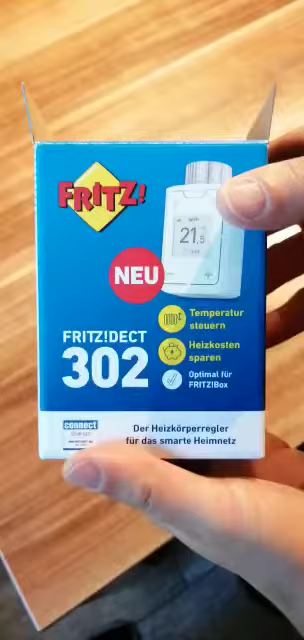 FRITZ!
21,5
NEU
Temperatur
steuern
FRITZ!DECT
302
Heizkosten
sparen
Optimal für
FRITZ!Box
connect
Der Heizkörperregler
für das smarte Heimnetz